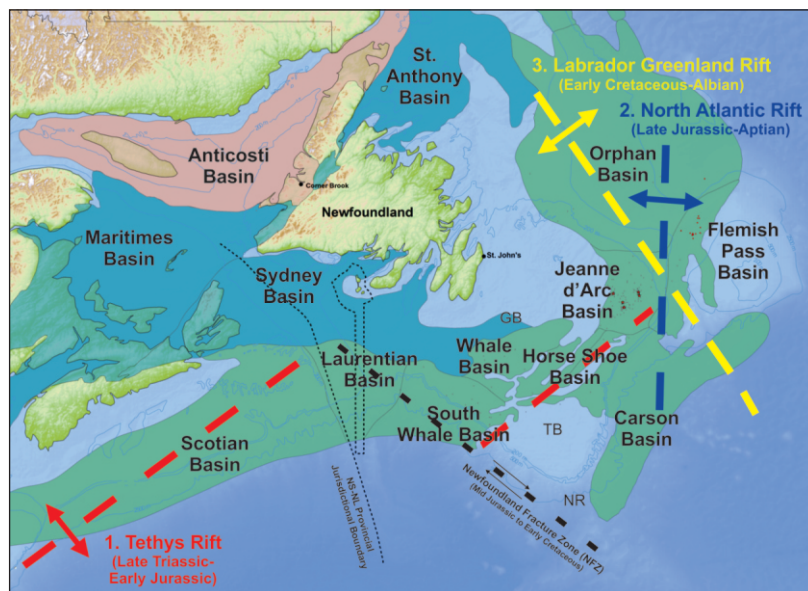 St.
Anthony
Basin
3. Labrador Greenland Rift
(Early Cretaceous-Albian)
2. North Atlantic Rift
(Late Jurassic-Aptian)
Orphan
Basin
Anticosti
Basin
Corner Brook
Newfoundland
Flemish
Pass
Basin
Maritimes
Basin
St. John's
Sydney
Basin
Jeanne
d'Arc
Basin
GB
Whale
Basin
Laurentian
Basin
Horse Shoe
Basin
South
Whale Basin
TB
Carson
Basin
Scotian
Basin
NS-NL Provincial
Jurisdictional Boundary
Newfoundland Fracture Zone (NFZ)
(Mid Jurassic to Early Cretaceous)
NR
1. Tethys Rift
(Late Triassic-
Early Jurassic)